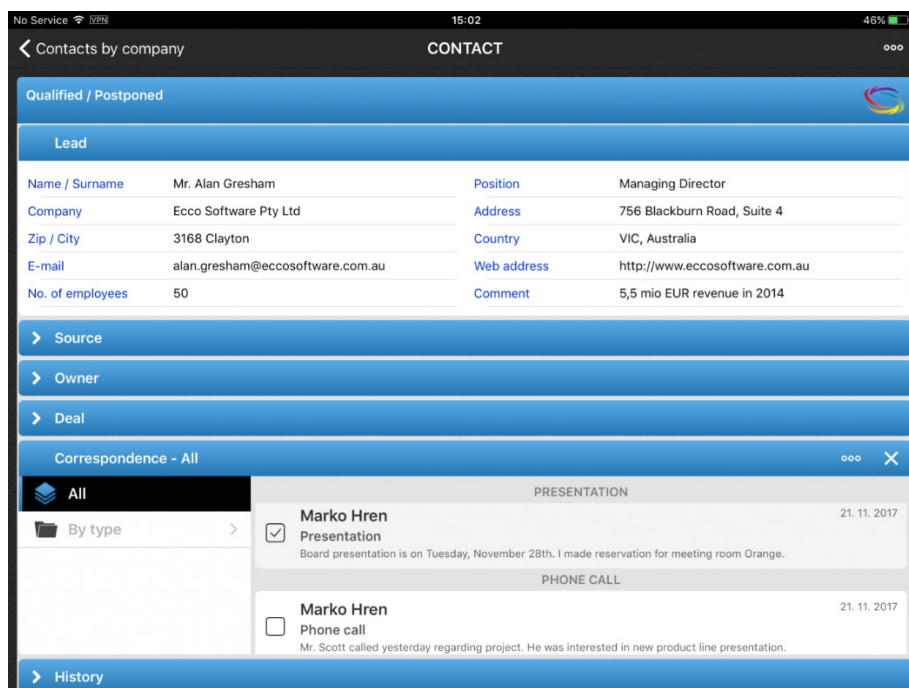 No Service VPN 15:02 46%
Contacts by company CONTACT
Qualified / Postponed
Lead
Name / Surname Mr. Alan Gresham Position Managing Director
Company Ecco Software Pty Ltd Address 756 Blackburn Road, Suite 4
Zip / City 3168 Clayton Country VIC, Australia
E-mail alan.gresham@eccosoftware.com.au Web address http://www.eccosoftware.com.au
No. of employees 50 Comment 5,5 mio EUR revenue in 2014
Source
Owner
Deal
Correspondence - All
All
By type
PRESENTATION
Marko Hren 21. 11. 2017
Presentation
Board presentation is on Tuesday, November 28th. I made reservation for meeting room Orange.
PHONE CALL
Marko Hren 21. 11. 2017
Phone call
Mr. Scott called yesterday regarding project. He was interested in new product line presentation.
History